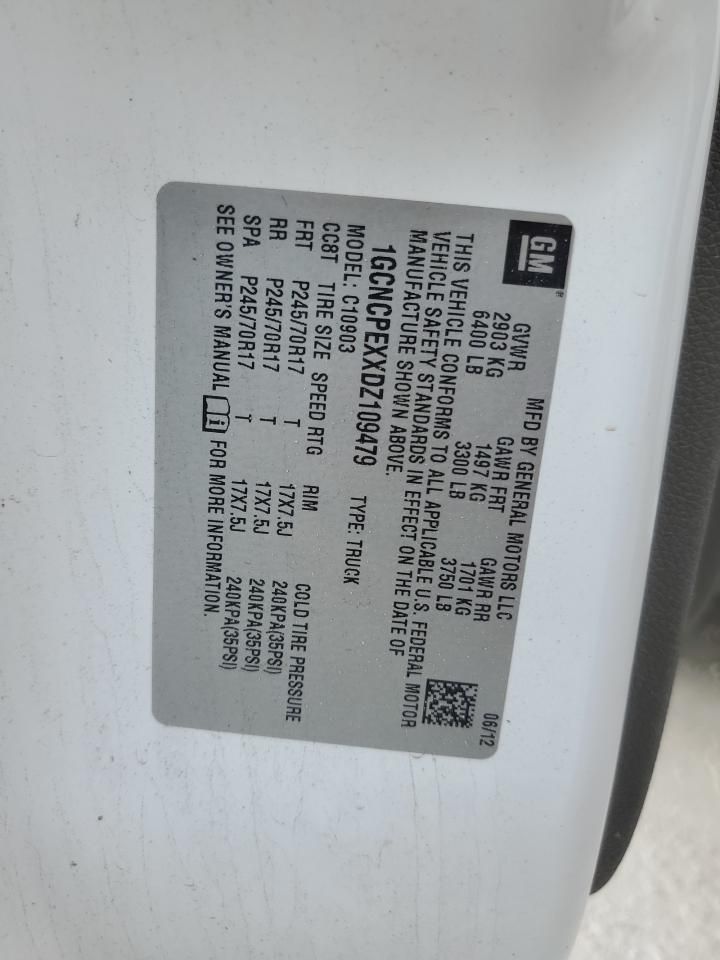 GM®
MFD BY GENERAL MOTORS LLC 06/12
GVWR GAWR FRT GAWR RR
2903 KG 1497 KG 1701 KG
6400 LB 3300 LB 3750 LB
THIS VEHICLE CONFORMS TO ALL APPLICABLE U.S. FEDERAL MOTOR
VEHICLE SAFETY STANDARDS IN EFFECT ON THE DATE OF
MANUFACTURE SHOWN ABOVE.
1GCNCPEXXDZ109479 TYPE: TRUCK
MODEL: C10903
CC8T TIRE SIZE SPEED RTG RIM COLD TIRE PRESSURE
FRT P245/70R17 T 17X7.5J 240KPA(35PSI)
RR P245/70R17 T 17X7.5J 240KPA(35PSI)
SPA P245/70R17 T 17X7.5J 240KPA(35PSI)
SEE OWNER'S MANUAL FOR MORE INFORMATION.